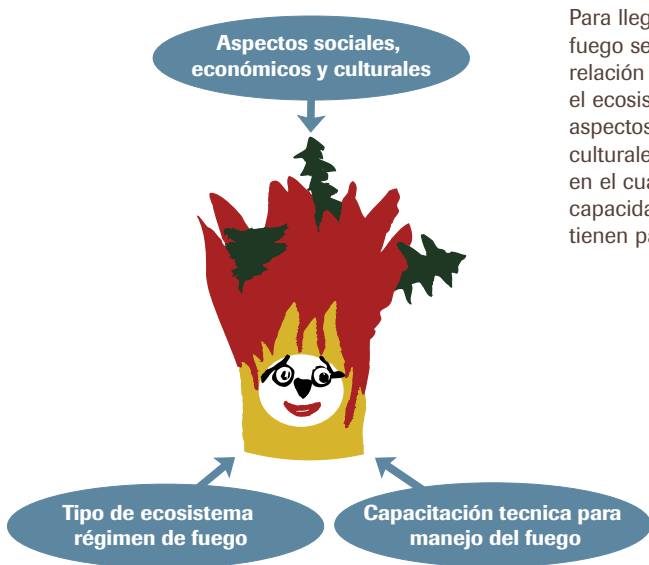 Aspectos sociales,
económicos y culturales
Para lleg
fuego se
relación
el ecosis
aspectos
culturale
en el cua
capacida
tienen pa
Tipo de ecosistema
régimen de fuego
Capacitación tecnica para
manejo del fuego